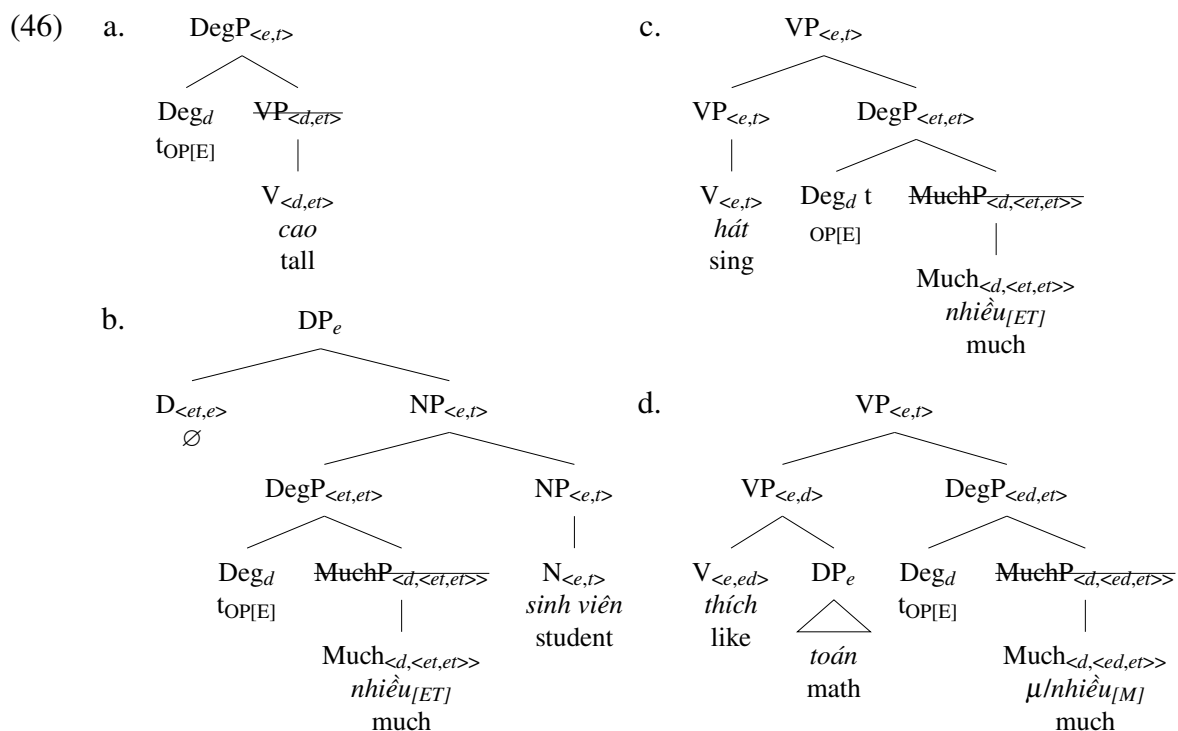 (46) a. DegP<e,t>
Deg_d VP<d,et>
t_OP[E]
V<d,et>
cao
tall
b. DP_e
D<et,e> NP<e,t>
∅
DegP<et,et> NP<e,t>
Deg_d MuchP<d,<et,et>> N<e,t>
t_OP[E] sinh viên
student
Much<d,<et,et>>
nhiều[ET]
much
c. VP<e,t>
VP<e,t> DegP<et,et>
V<e,t> Deg_d t MuchP<d,<et,et>>
hát OP[E]
sing
Much<d,<et,et>>
nhiều[ET]
much
d. VP<e,t>
VP<e,d> DegP<ed,et>
V<e,ed> DP_e Deg_d MuchP<d,<ed,et>>
thích t_OP[E]
like
toán Much<d,<ed,et>>
math μ/nhiều[M]
much